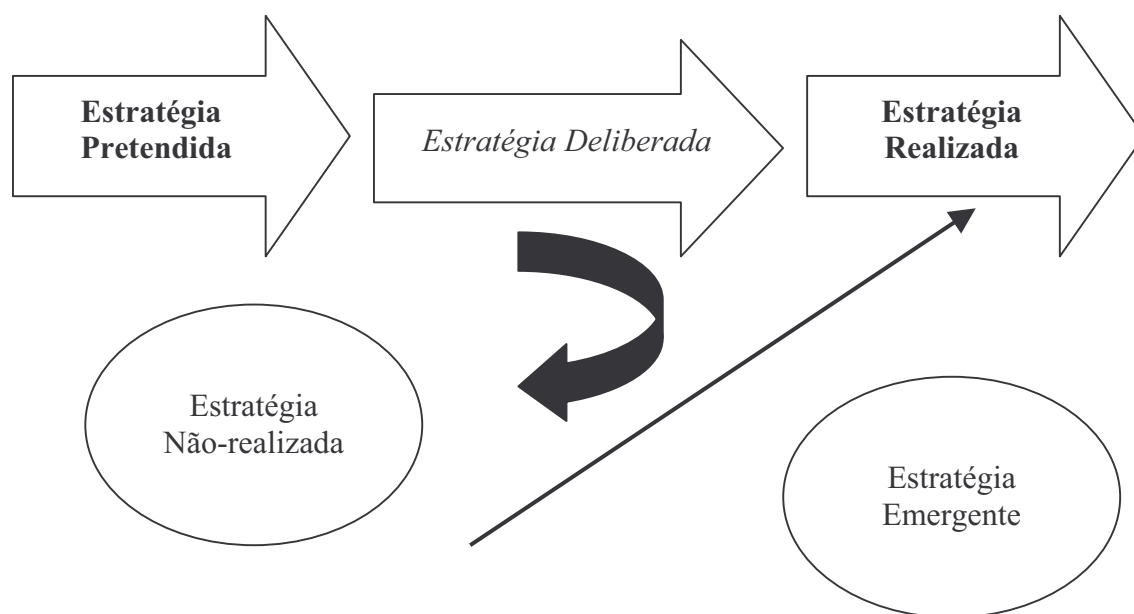 Estratégia
Pretendida
Estratégia Deliberada
Estratégia
Realizada
Estratégia
Não-realizada
Estratégia
Emergente